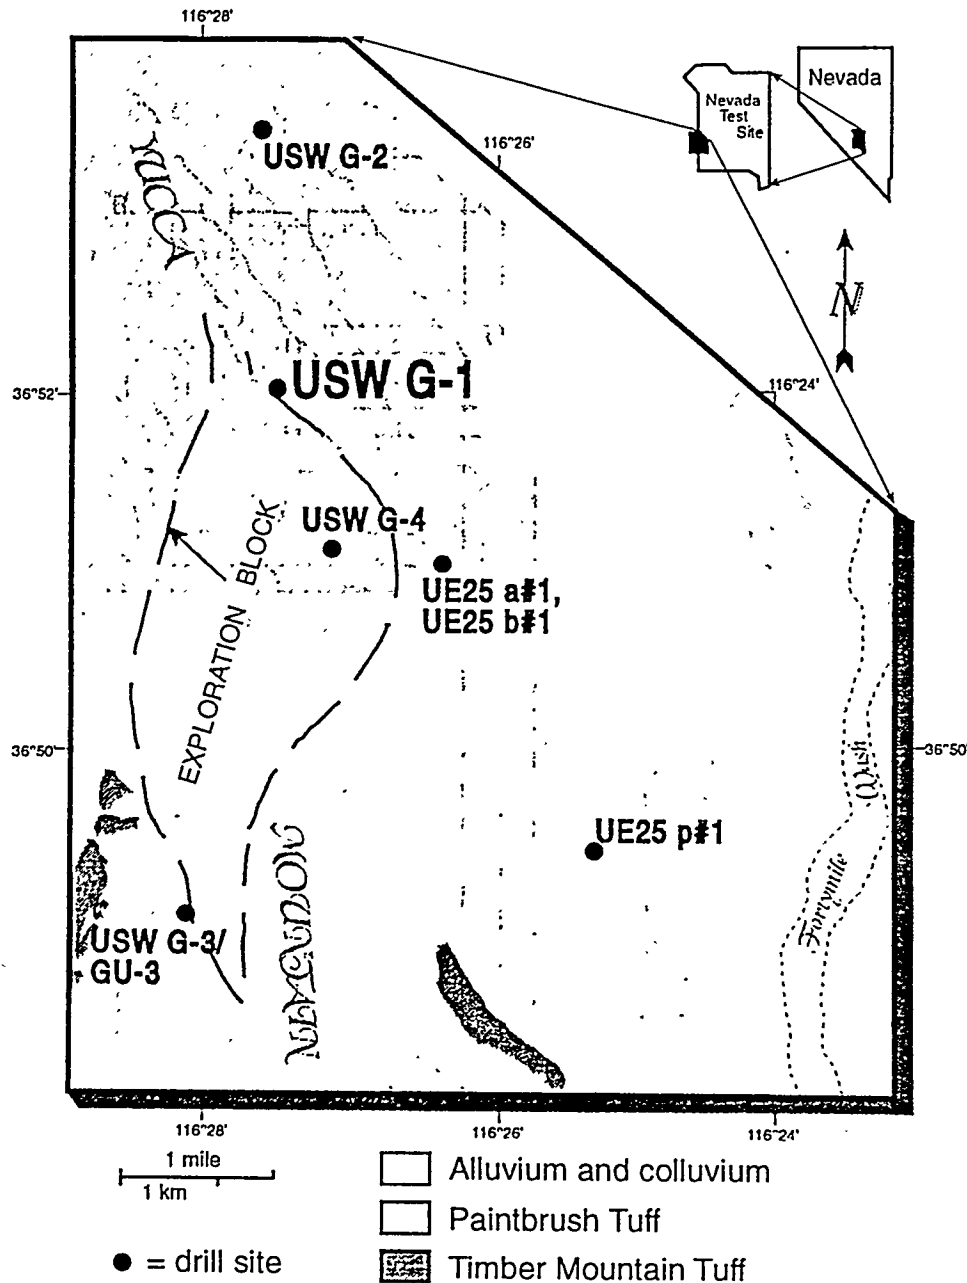 116°28'
Nevada
Nevada
Test
Site
116°26'
USW G-2
YUCCA
N
USW G-1
36°52'
116°24'
USW G-4
EXPLORATION BLOCK
UE25 a#1,
UE25 b#1
36°50'
36°50'
Wash
UE25 p#1
Fortymile
MOUNTAIN
USW G-3/
GU-3
116°28'
116°26'
116°24'
1 mile
1 km
Alluvium and colluvium
Paintbrush Tuff
● = drill site
Timber Mountain Tuff